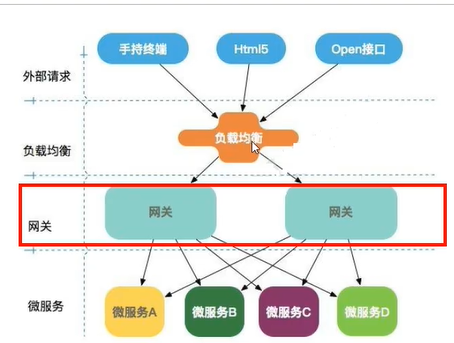 手持终端
Html5
Open接口
外部请求
负载均衡
负载均衡
网关
网关
网关
微服务
微服务A
微服务B
微服务C
微服务D